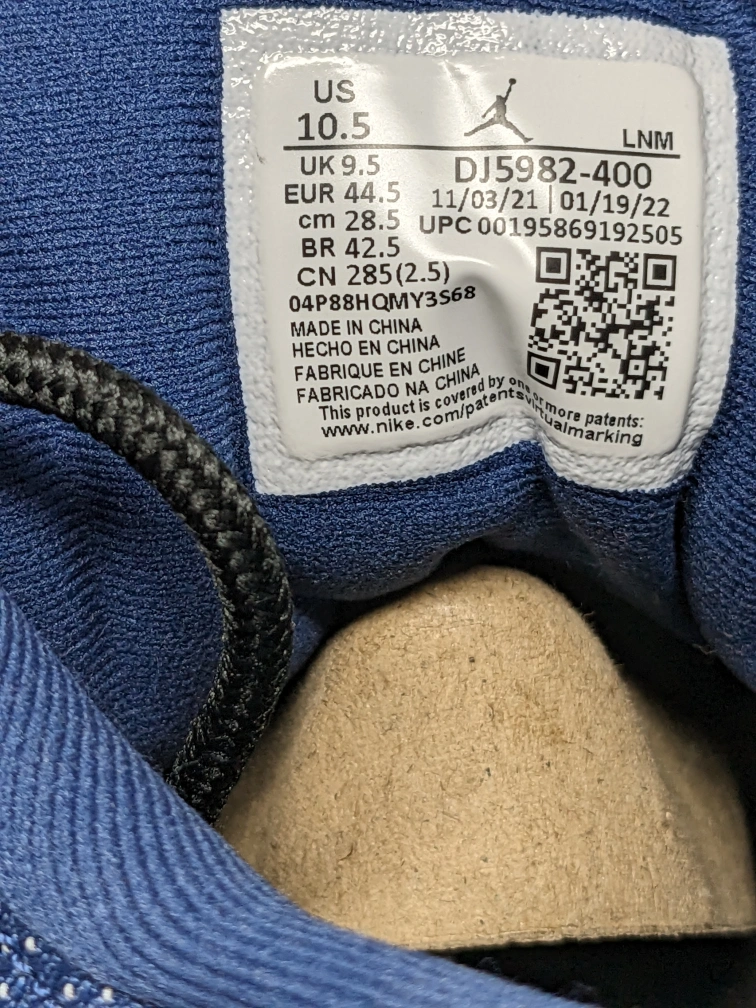 US
10.5
LNM
UK 9.5
DJ5982-400
EUR 44.5
11/03/21 | 01/19/22
cm 28.5
UPC 00195869192505
BR 42.5
CN 285(2.5)
04P88HQMY3S68
MADE IN CHINA
HECHO EN CHINA
FABRIQUE EN CHINE
FABRICADO NA CHINA
This product is covered by one or more patents:
www.nike.com/patentsvirtualmarking